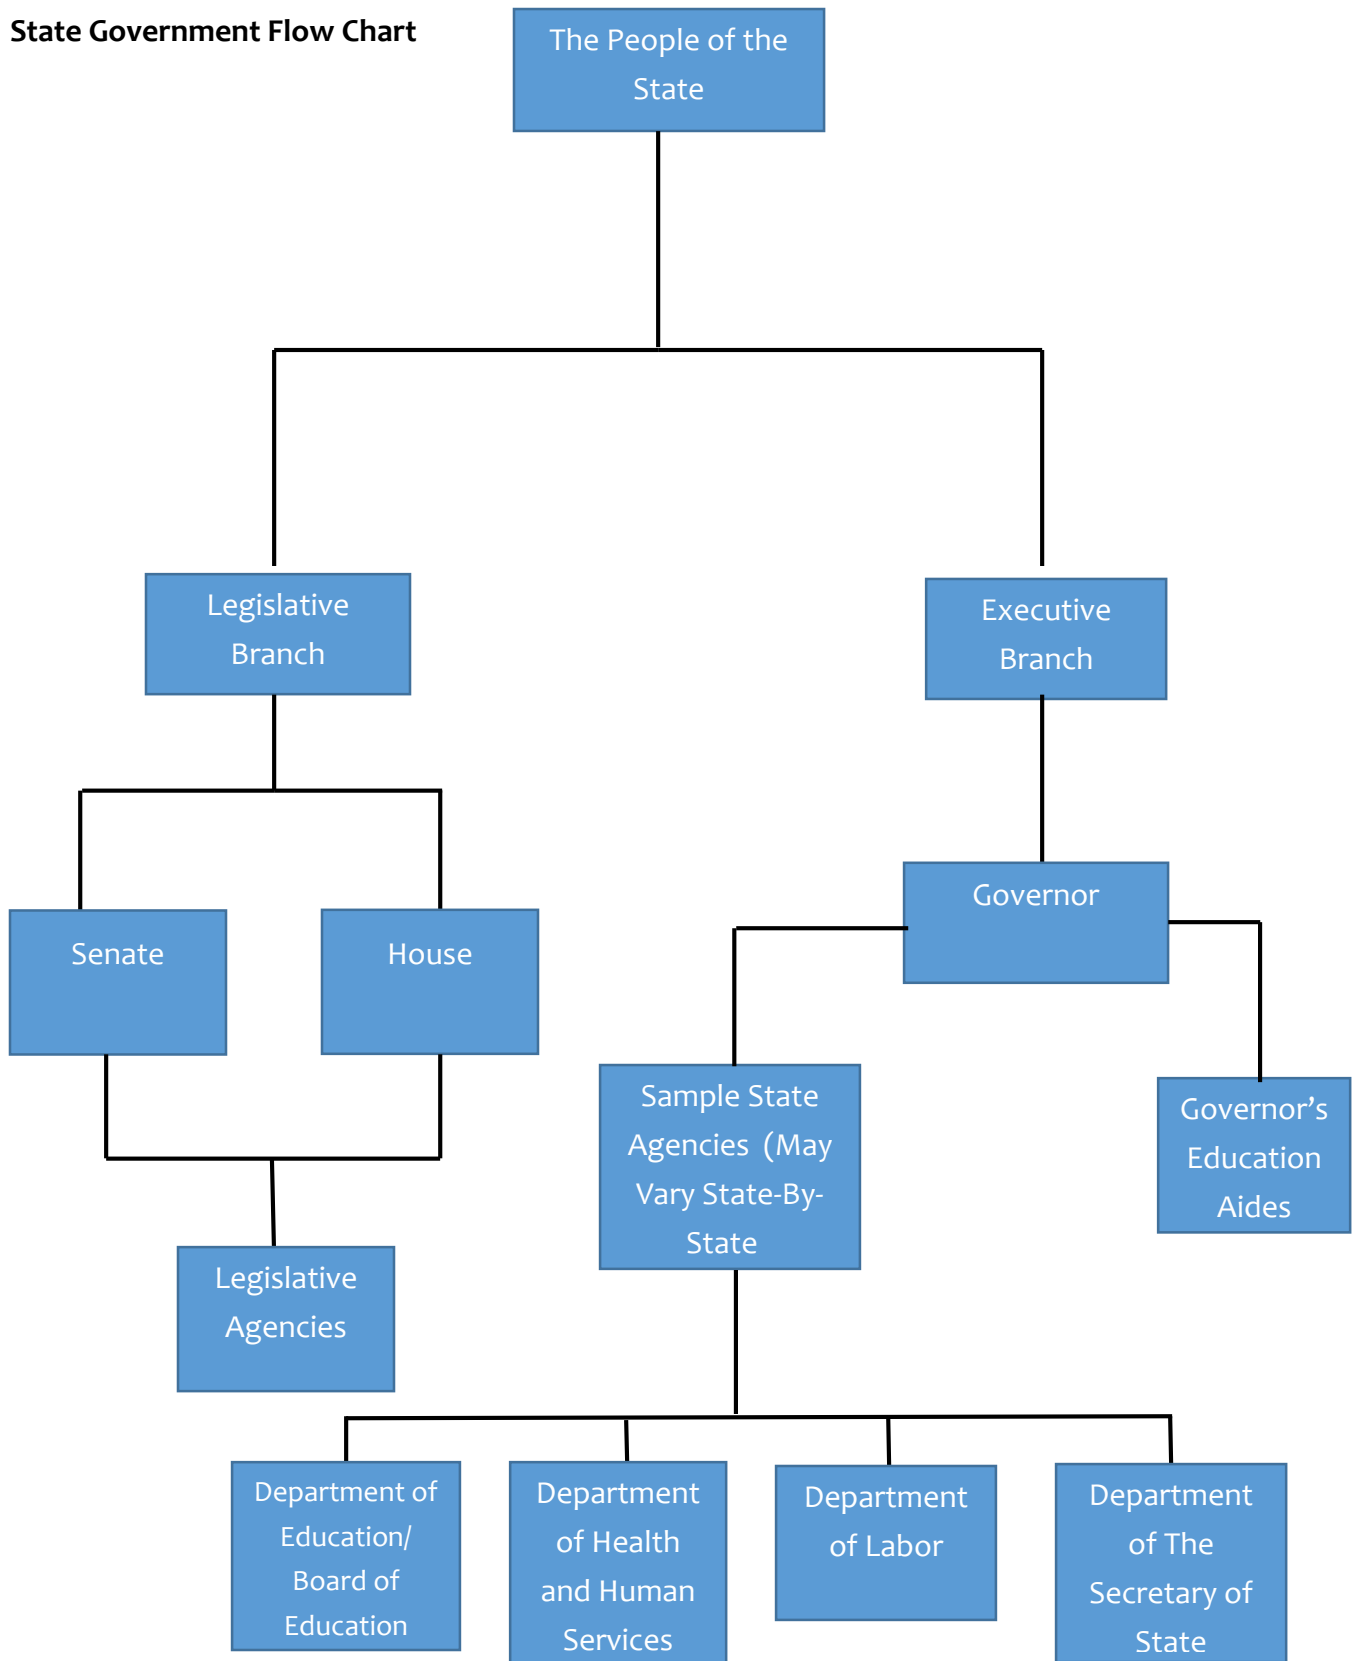 State Government Flow Chart
The People of the
State
Legislative
Branch
Executive
Branch
Governor
Senate
House
Sample State
Agencies  (May
Vary State-By-
State
Governor’s
Education
Aides
Legislative
Agencies
Department of
Education/
Board of
Education
Department
of Health
and Human
Services
Department
of Labor
Department
of The
Secretary of
State